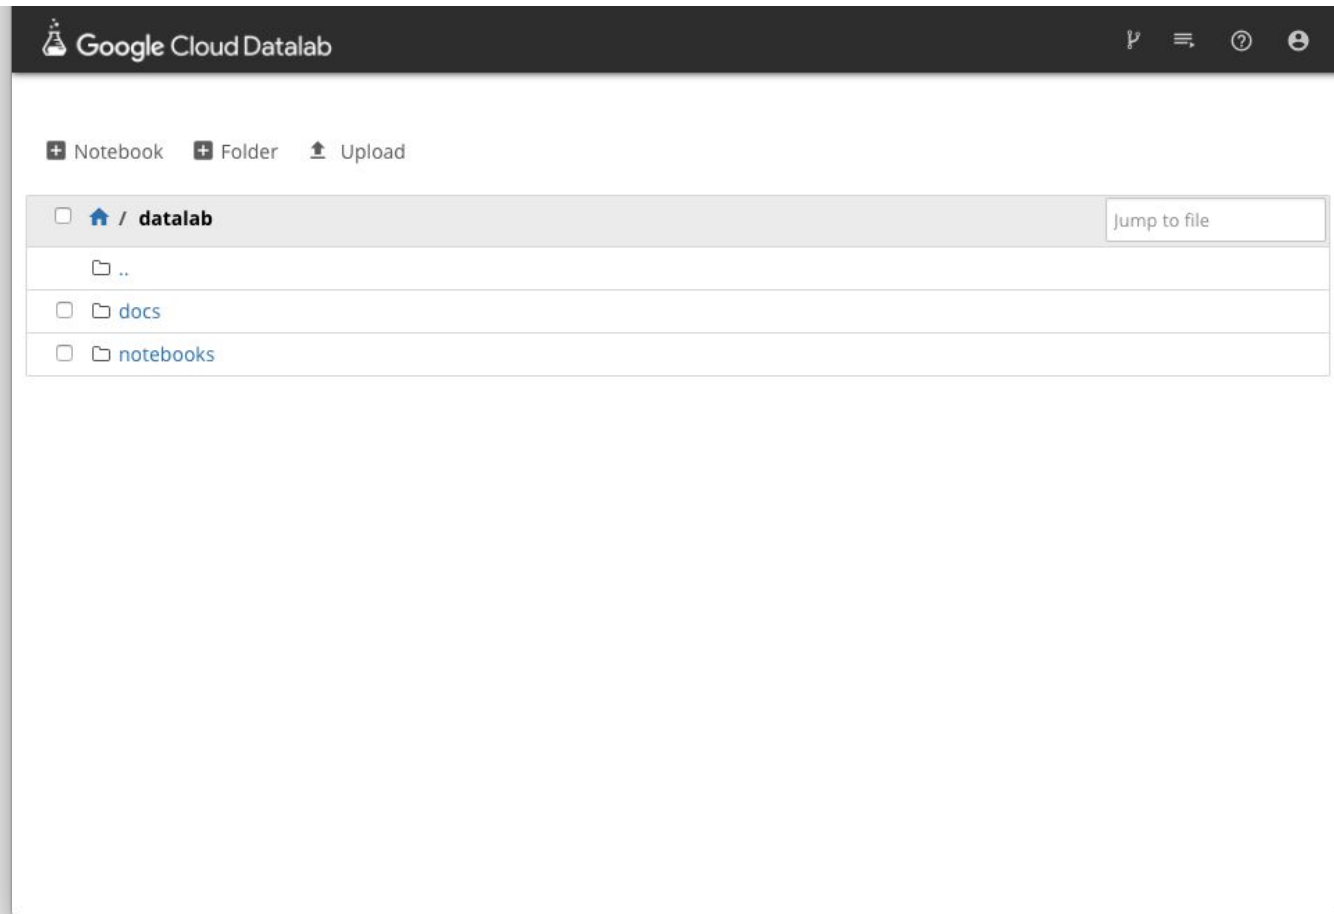 Google Cloud Datalab
Notebook Folder Upload
/ datalab Jump to file
..
docs
notebooks